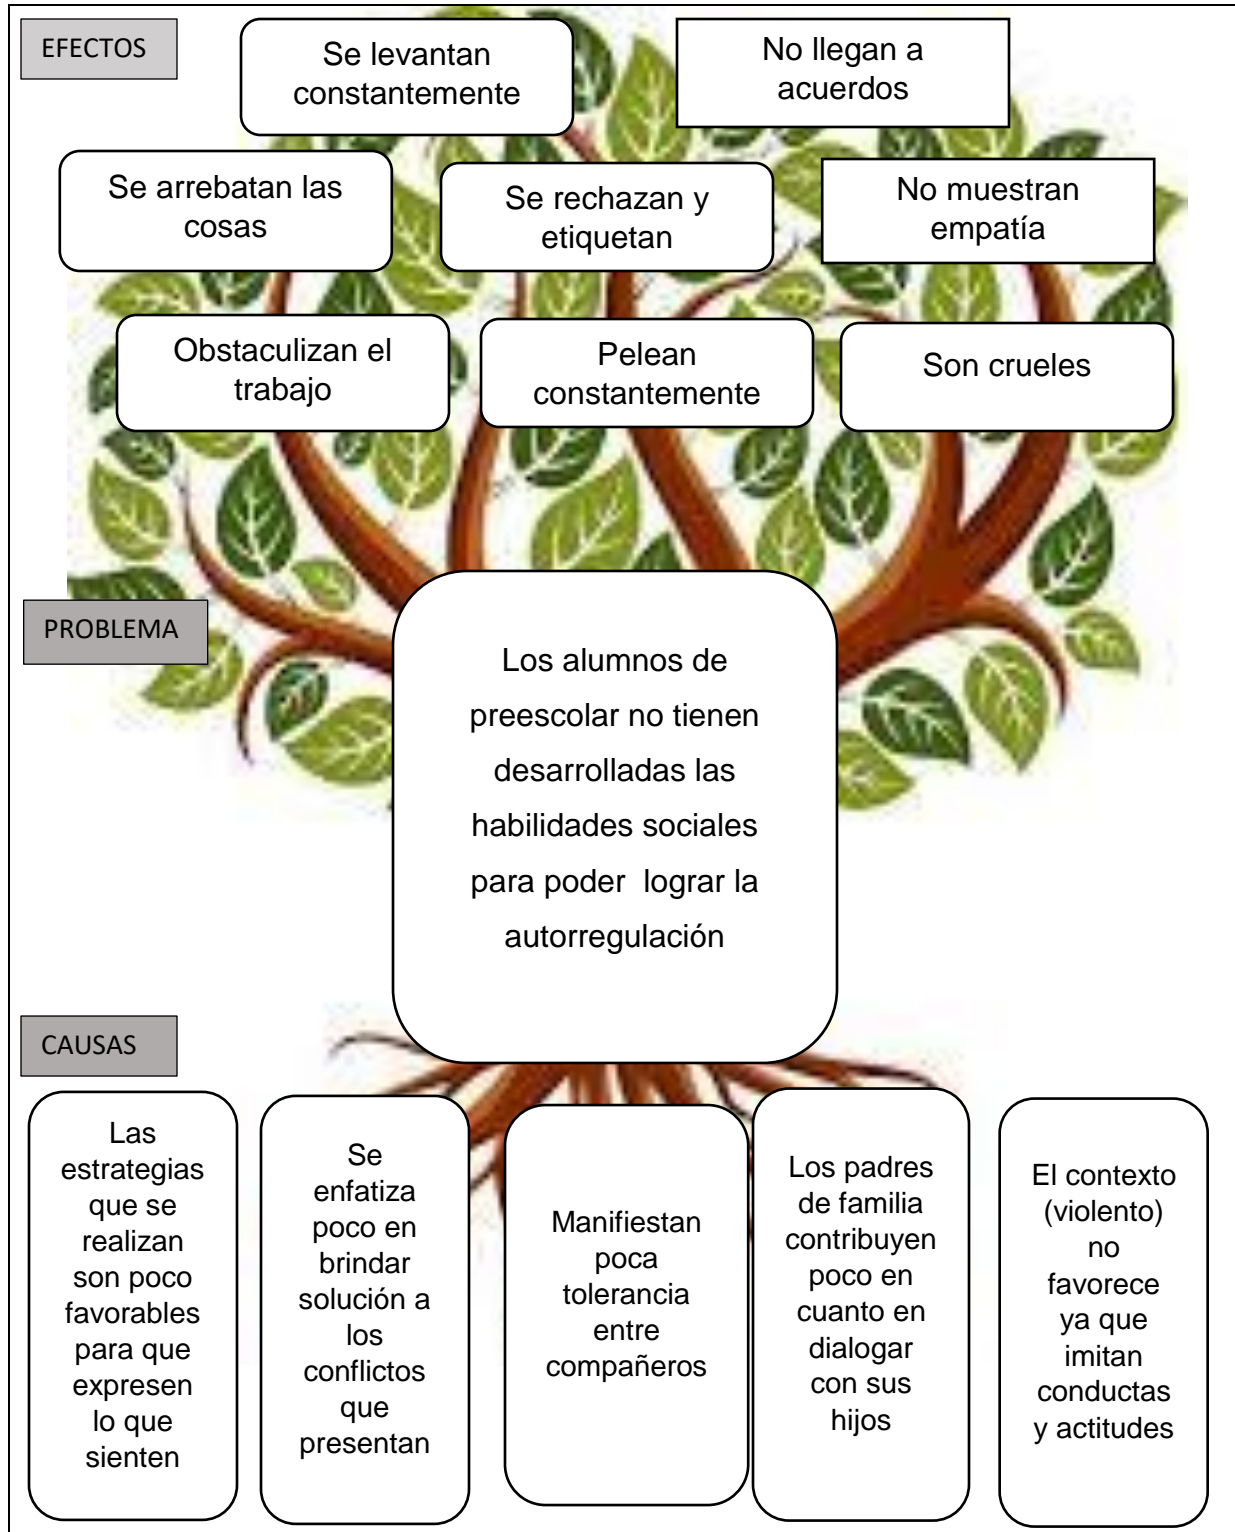 EFECTOS
Se levantan
constantemente
No llegan a
acuerdos
Se arrebatan las
cosas
Se rechazan y
etiquetan
No muestran
empatía
Obstaculizan el
trabajo
Pelean
constantemente
Son crueles
PROBLEMA
Los alumnos de
preescolar no tienen
desarrolladas las
habilidades sociales
para poder lograr la
autorregulación
CAUSAS
Las
estrategias
que se
realizan
son poco
favorables
para que
expresen
lo que
sienten
Se
enfatiza
poco en
brindar
solución a
los
conflictos
que
presentan
Manifiestan
poca
tolerancia
entre
compañeros
Los padres
de familia
contribuyen
poco en
cuanto en
dialogar
con sus
hijos
El contexto
(violento)
no
favorece
ya que
imitan
conductas
y actitudes